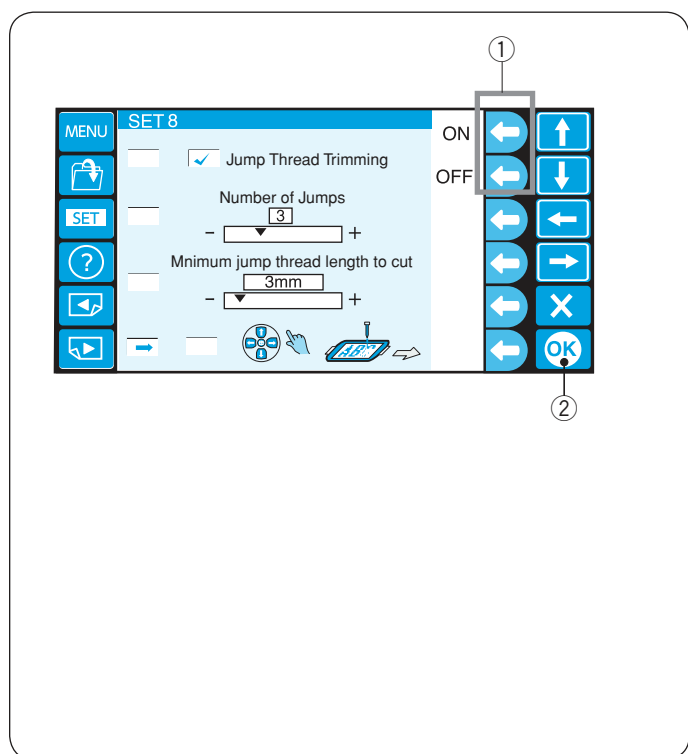 ①
MENU
SET 8
ON
✓ Jump Thread Trimming
OFF
SET
Number of Jumps
3
- +
?
Mnimum jump thread length to cut
3mm
- +
ABC
X
OK
②